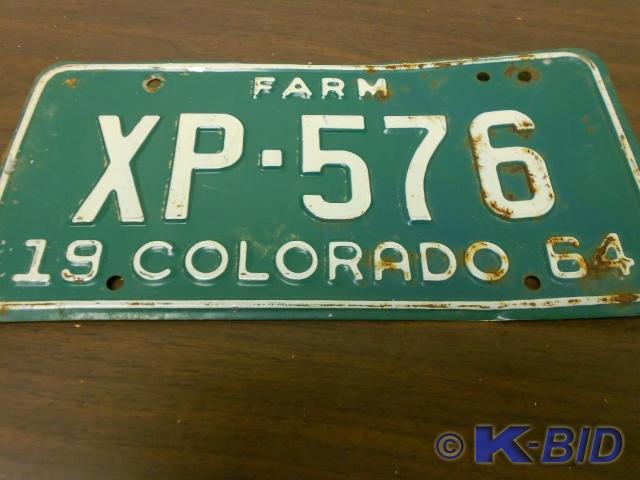 FARM
XP·576
19 COLORADO 64
© K-BID